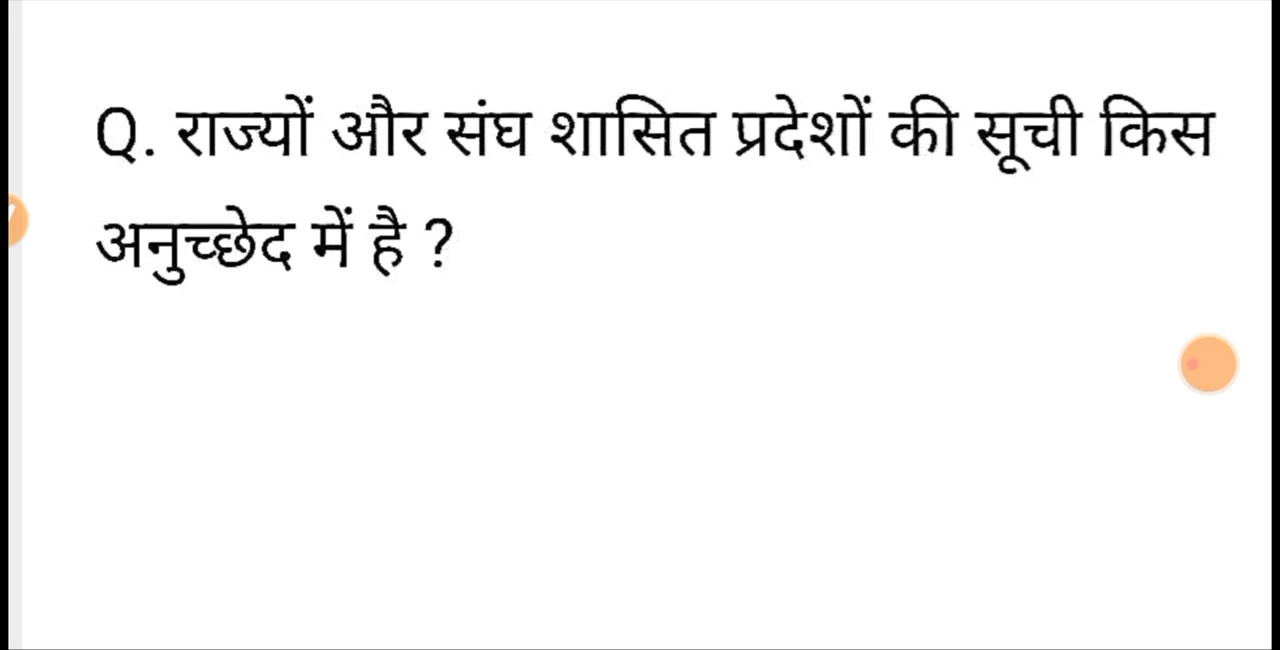 Q. राज्यों और संघ शासित प्रदेशों की सूची किस
अनुच्छेद में है ?